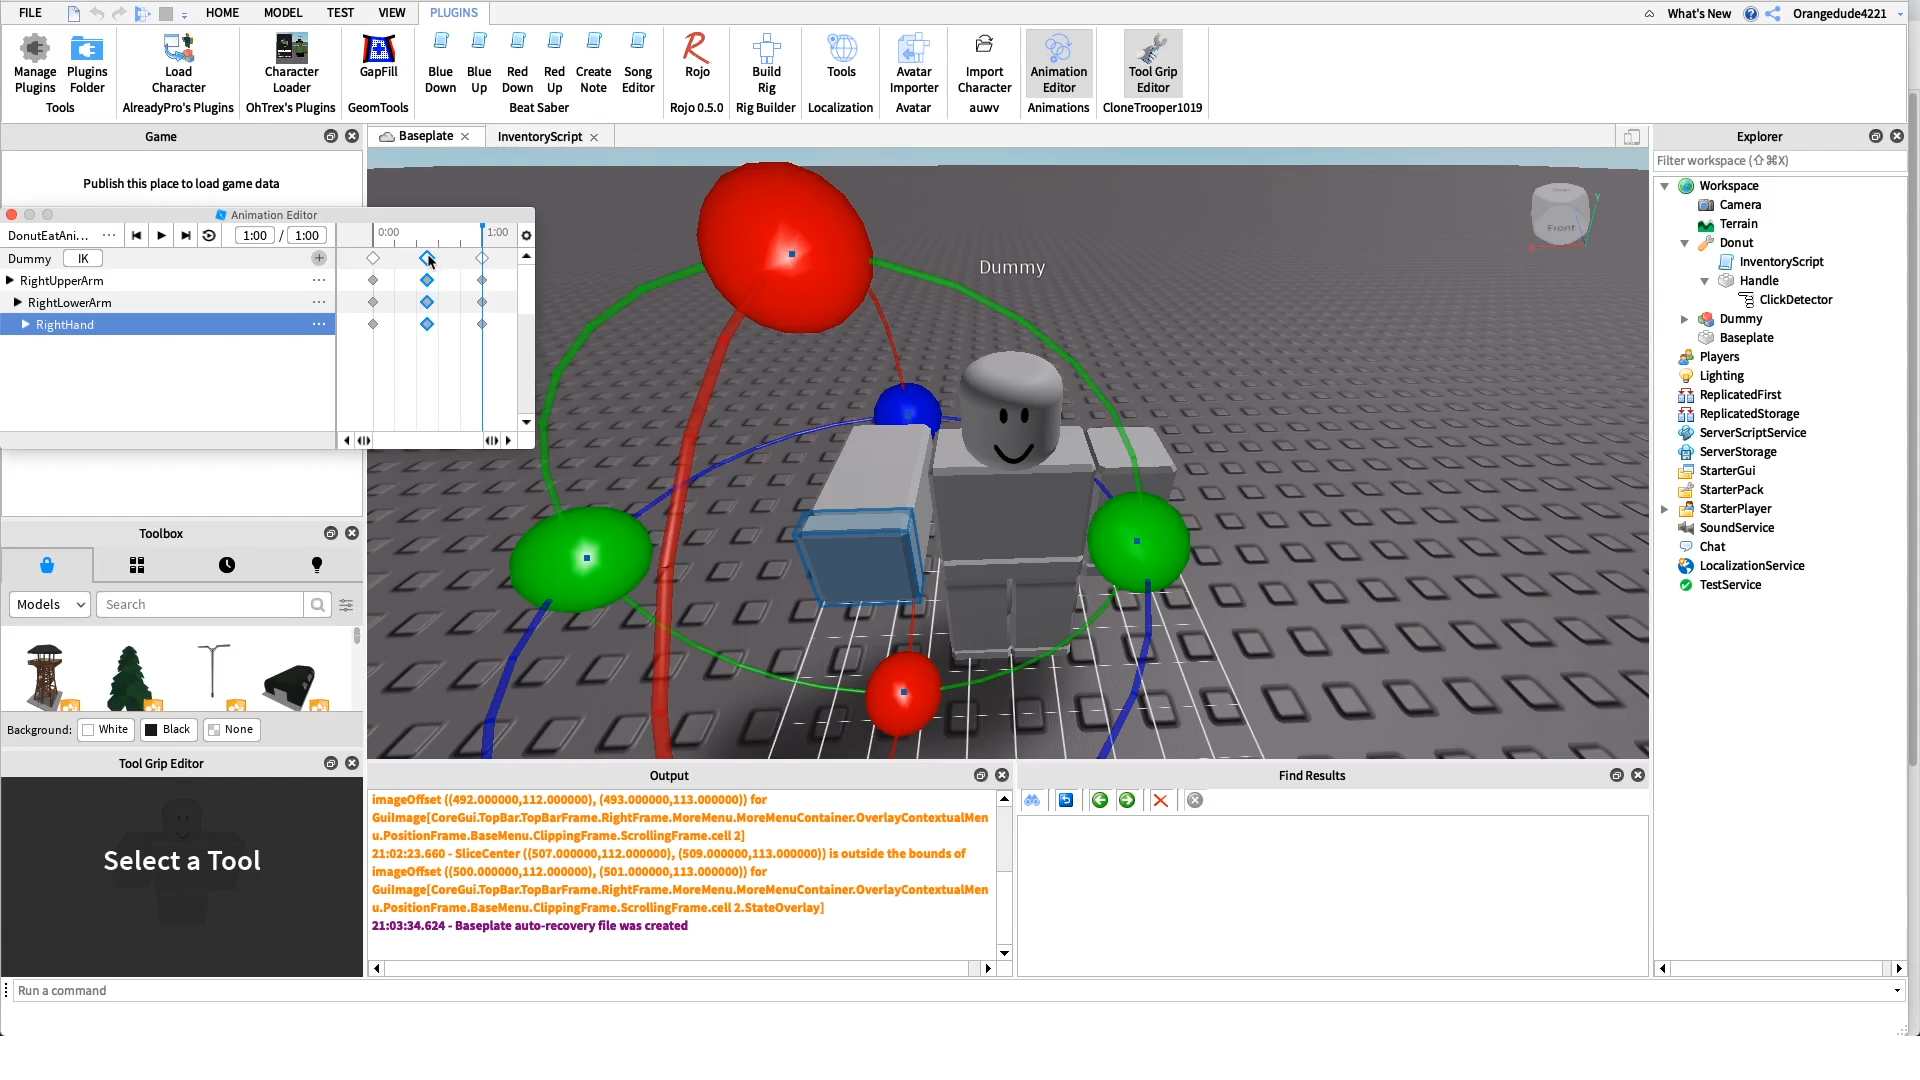 FILE
HOME
MODEL
TEST
VIEW
PLUGINS
What's New
Orangedude4221
Manage Plugins
Plugins Folder
Load Character
Character Loader
GapFill
Blue Down
Blue Up
Red Down
Red Up
Create Note
Song Editor
Rojo
Build Rig
Tools
Avatar Importer
Import Character
Animation Editor
Tool Grip Editor
Tools
AlreadyPro's Plugins
OhTrex's Plugins
GeomTools
Beat Saber
Rojo 0.5.0
Rig Builder
Localization
Avatar
auwv
Animations
CloneTrooper1019
Game
Publish this place to load game data
Animation Editor
DonutEatAni...
1:00 / 1:00
0:00
1:00
Dummy
IK
RightUpperArm
RightLowerArm
RightHand
Toolbox
Models
Search
Background:
White
Black
None
Tool Grip Editor
Select a Tool
Baseplate
InventoryScript
Dummy
Front
Y
Output
imageOffset ((492.000000,112.000000), (493.000000,113.000000)) for
GuiImage[CoreGui.TopBar.TopBarFrame.RightFrame.MoreMenu.MoreMenuContainer.OverlayContextualMen
u.PositionFrame.BaseMenu.ClippingFrame.ScrollingFrame.cell 2]
21:02:23.660 - SliceCenter ((507.000000,112.000000), (509.000000,113.000000)) is outside the bounds of
imageOffset ((500.000000,112.000000), (501.000000,113.000000)) for
GuiImage[CoreGui.TopBar.TopBarFrame.RightFrame.MoreMenu.MoreMenuContainer.OverlayContextualMen
u.PositionFrame.BaseMenu.ClippingFrame.ScrollingFrame.cell 2.StateOverlay]
21:03:34.624 - Baseplate auto-recovery file was created
Find Results
Explorer
Filter workspace (⇧⌘X)
Workspace
Camera
Terrain
Donut
InventoryScript
Handle
ClickDetector
Dummy
Baseplate
Players
Lighting
ReplicatedFirst
ReplicatedStorage
ServerScriptService
ServerStorage
StarterGui
StarterPack
StarterPlayer
SoundService
Chat
LocalizationService
TestService
Run a command